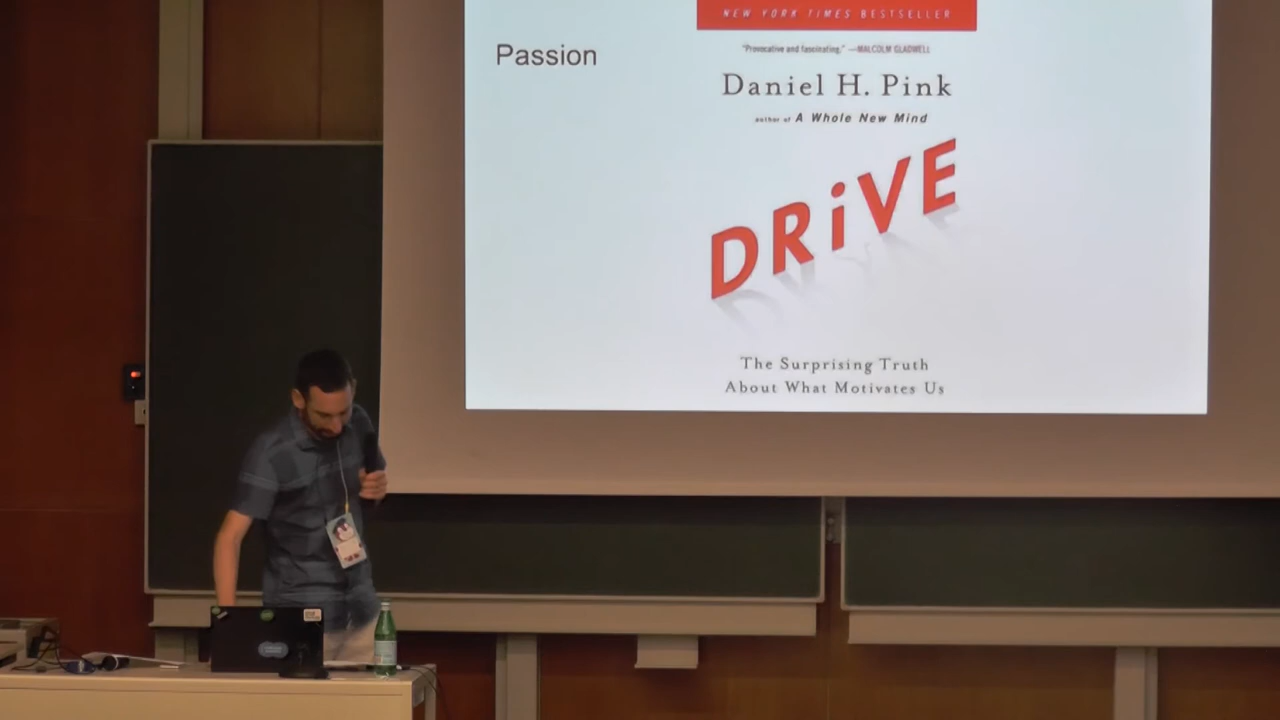 NEW YORK TIMES BESTSELLER
Passion
"Provocative and fascinating." —MALCOLM GLADWELL
Daniel H. Pink
author of A Whole New Mind
DRiVE
The Surprising Truth
About What Motivates Us